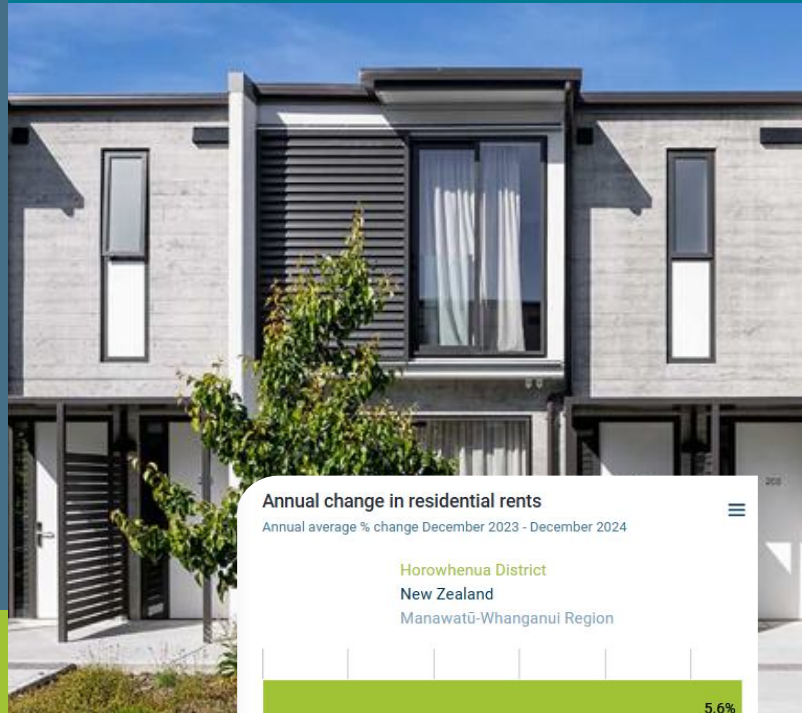 Annual change in residential rents
Annual average % change December 2023 - December 2024
Horowhenua District
New Zealand
Manawatū-Whanganui Region
5.6%